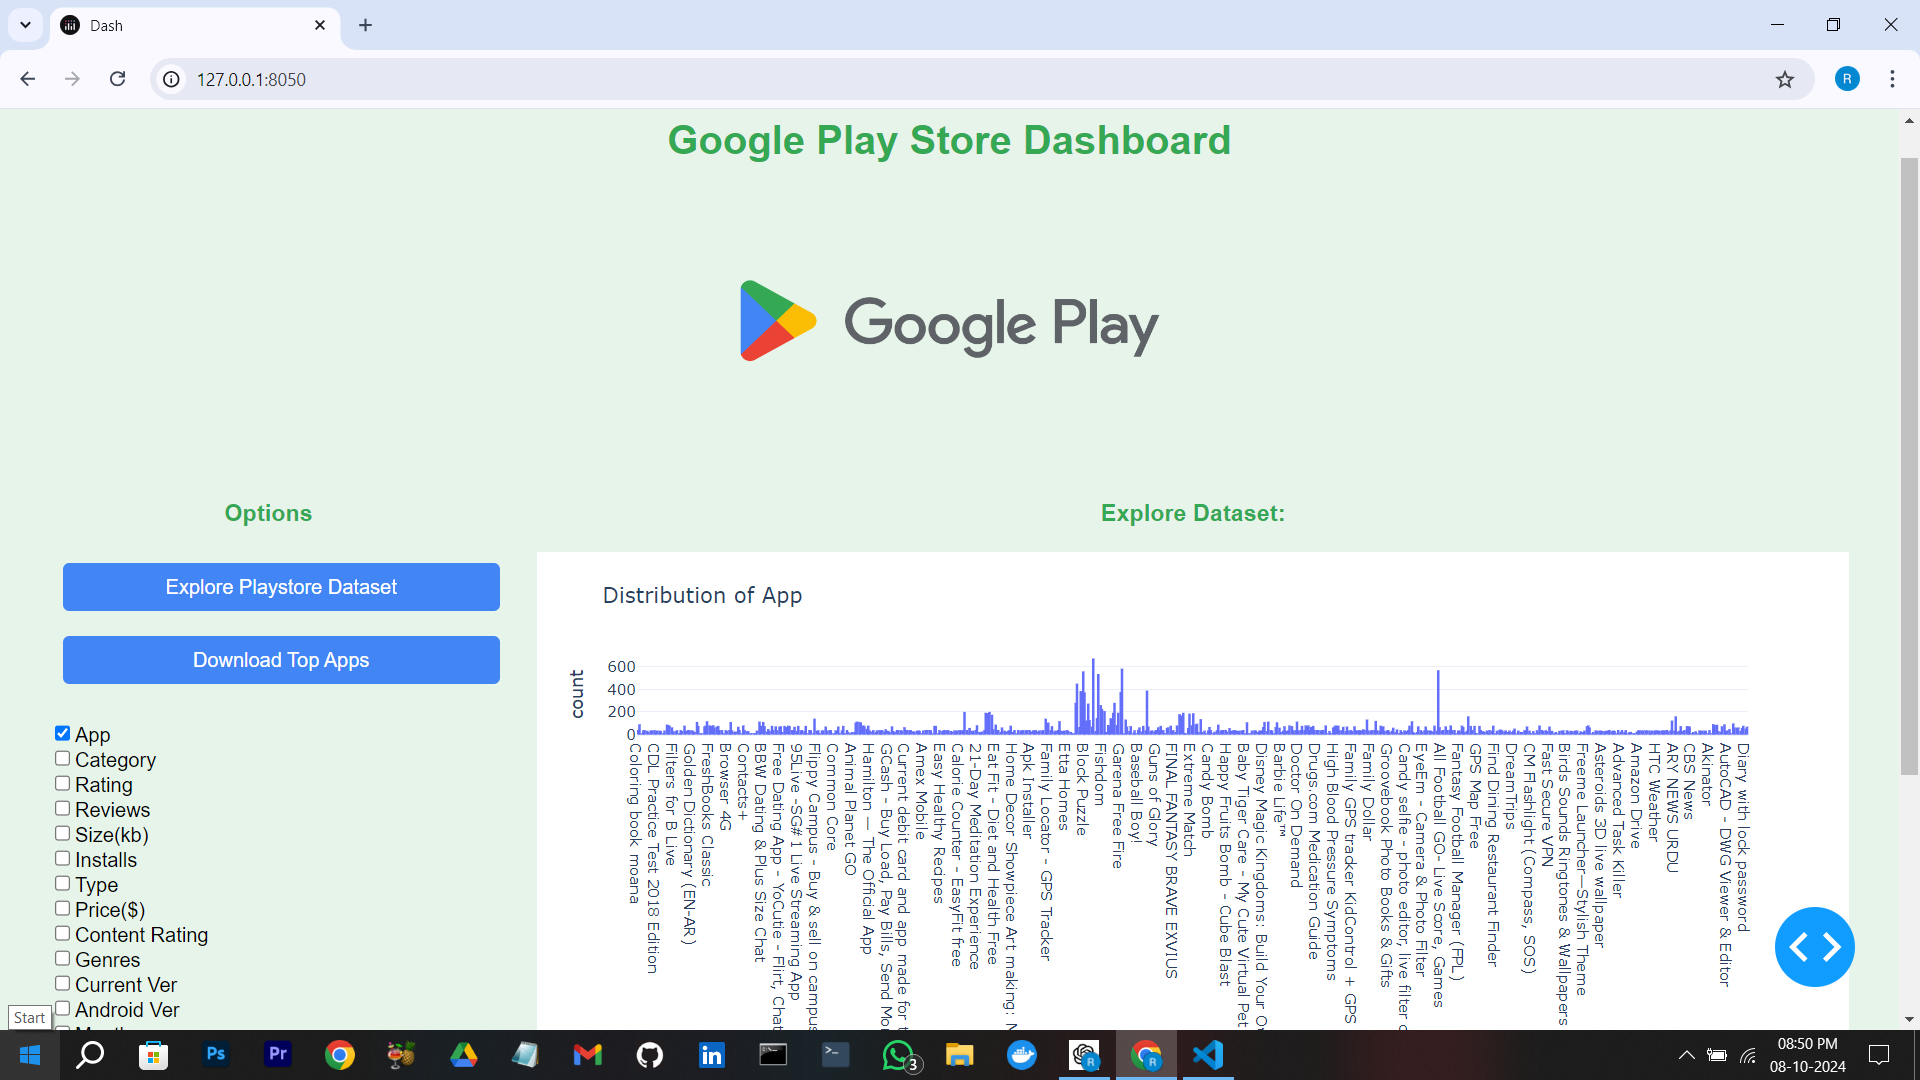 Dash
127.0.0.1:8050
R
Google Play Store Dashboard
Google Play
Options
Explore Dataset:
Explore Playstore Dataset
Download Top Apps
App
Category
Rating
Reviews
Size(kb)
Installs
Type
Price($)
Content Rating
Genres
Current Ver
Android Ver
Distribution of App
count
600
400
200
0
Coloring book moana
CDL Practice Test 2018 Edition
Filters for B Live
Golden Dictionary (EN-AR)
FreshBooks Classic
Browser 4G
Contacts+
BBW Dating & Plus Size Chat
Free Dating App - YoCutie - Flirt, Chat
95Live -SG# 1 Live Streaming App
Flippy Campus - Buy & sell on campus
Common Core
Animal Planet GO
Hamilton — The Official App
GCash - Buy Load, Pay Bills, Send Mo
Current debit card and app made for t
Amex Mobile
Easy Healthy Recipes
Calorie Counter - EasyFit free
21-Day Meditation Experience
Eat Fit - Diet and Health Free
Home Decor Showpiece Art making: M
Apk Installer
Family Locator - GPS Tracker
Etta Homes
Block Puzzle
Fishdom
Garena Free Fire
Baseball Boy!
Guns of Glory
FINAL FANTASY BRAVE EXVIUS
Extreme Match
Candy Bomb
Happy Fruits Bomb - Cube Blast
Baby Tiger Care - My Cute Virtual Pet
Disney Magic Kingdoms: Build Your O
Barbie Life™
Doctor On Demand
Drugs.com Medication Guide
High Blood Pressure Symptoms
Family GPS tracker KidControl + GPS
Family Dollar
Groovebook Photo Books & Gifts
Candy selfie - photo editor, live filter c
EyeEm - Camera & Photo Filter
All Football GO- Live Score, Games
Fantasy Football Manager (FPL)
GPS Map Free
Find Dining Restaurant Finder
DreamTrips
CM Flashlight (Compass, SOS)
Fast Secure VPN
Birds Sounds Ringtones & Wallpapers
Freeme Launcher—Stylish Theme
Asteroids 3D live wallpaper
Advanced Task Killer
Amazon Drive
HTC Weather
ARY NEWS URDU
CBS News
Akinator
AutoCAD - DWG Viewer & Editor
Diary with lock password
Start
Ps
Pr
in
3
R
R
08:50 PM
08-10-2024